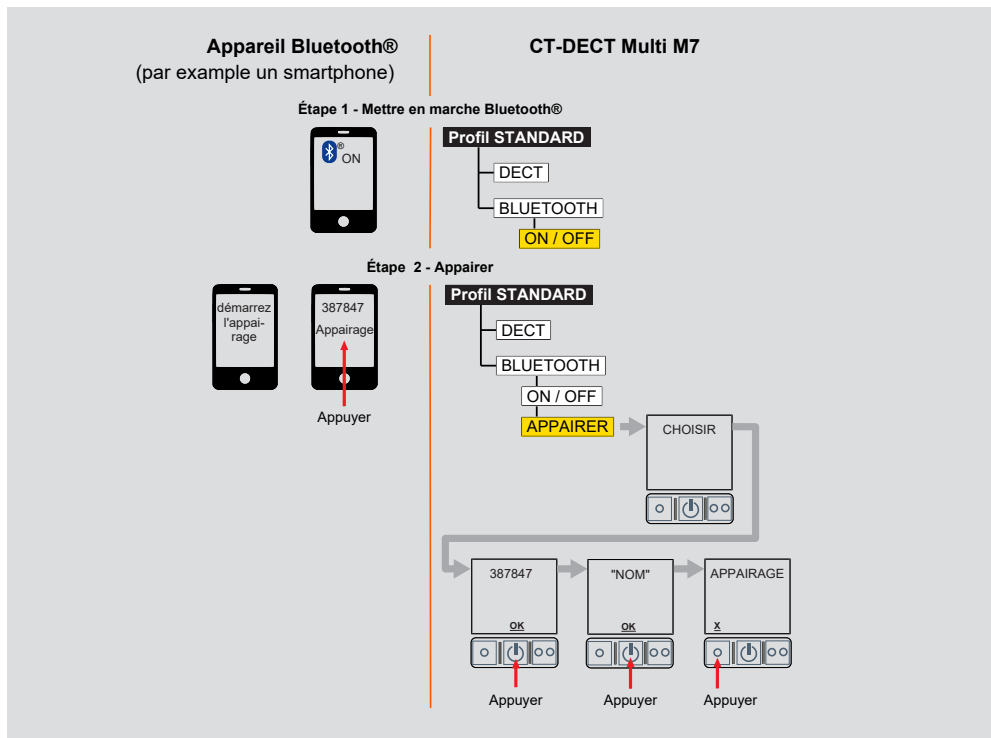 Appareil Bluetooth®
(par example un smartphone)
CT-DECT Multi M7
Étape 1 - Mettre en marche Bluetooth®
®
ON
Profil STANDARD
DECT
BLUETOOTH
ON / OFF
Étape 2 - Appairer
démarrez
l'appai-
rage
387847
Appairage
Appuyer
Profil STANDARD
DECT
BLUETOOTH
ON / OFF
APPAIRER
CHOISIR
387847
OK
Appuyer
"NOM"
OK
Appuyer
APPAIRAGE
X
Appuyer